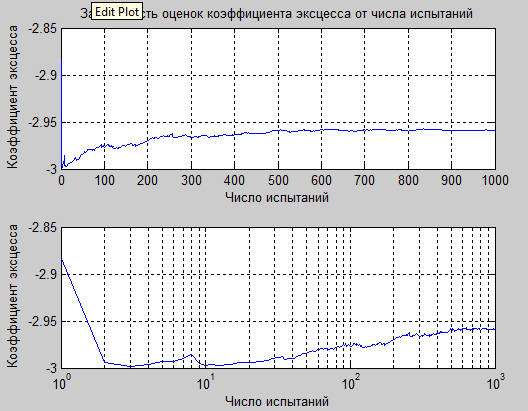 За
Edit Plot
сть оценок коэффициента эксцесса от числа испытаний
Коэффициент эксцесса
-2.85
-2.9
-2.95
-3
0 100 200 300 400 500 600 700 800 900 1000
Число испытаний
Коэффициент эксцесса
-2.85
-2.9
-2.95
-3
10^0 10^1 10^2 10^3
Число испытаний